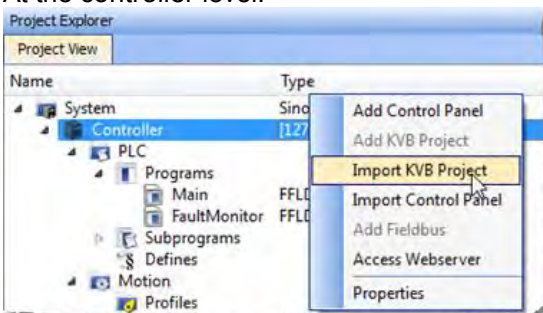 At the controller level:
Project Explorer
Project View
Name Type
System Sino
Controller [127
PLC
Programs
Main FFLD
FaultMonitor FFLD
Subprograms
Defines
Motion
Profiles
Add Control Panel
Add KVB Project
Import KVB Project
Import Control Panel
Add Fieldbus
Access Webserver
Properties